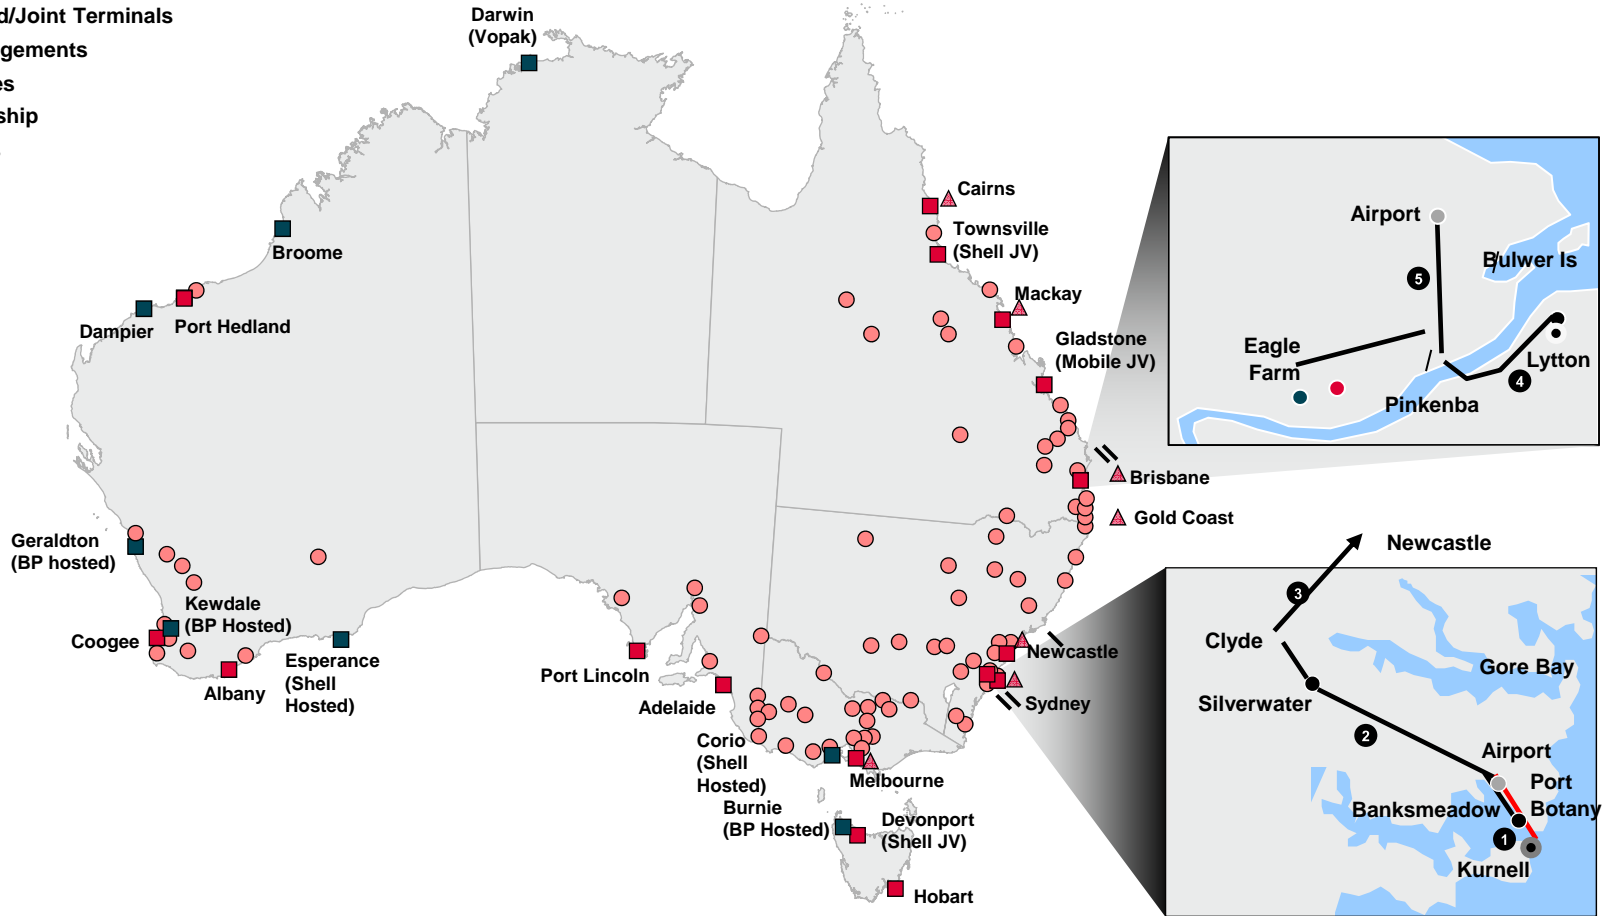 d/Joint Terminals
gements
es
ship
Darwin
(Vopak)
Cairns
Townsville
(Shell JV)
Broome
Mackay
Dampier
Port Hedland
Gladstone
(Mobile JV)
Airport
Bulwer Is
5
Eagle
Farm
Lytton
4
Pinkenba
Brisbane
Gold Coast
Geraldton
(BP hosted)
Newcastle
3
Kewdale
(BP Hosted)
Coogee
Clyde
Esperance
(Shell
Hosted)
Albany
Port Lincoln
Adelaide
Newcastle
Sydney
Gore Bay
Silverwater
2
Corio
(Shell
Hosted)
Melbourne
Airport
Port
Botany
Banksmeadow
1
Kurnell
Burnie
(BP Hosted)
Devonport
(Shell JV)
Hobart